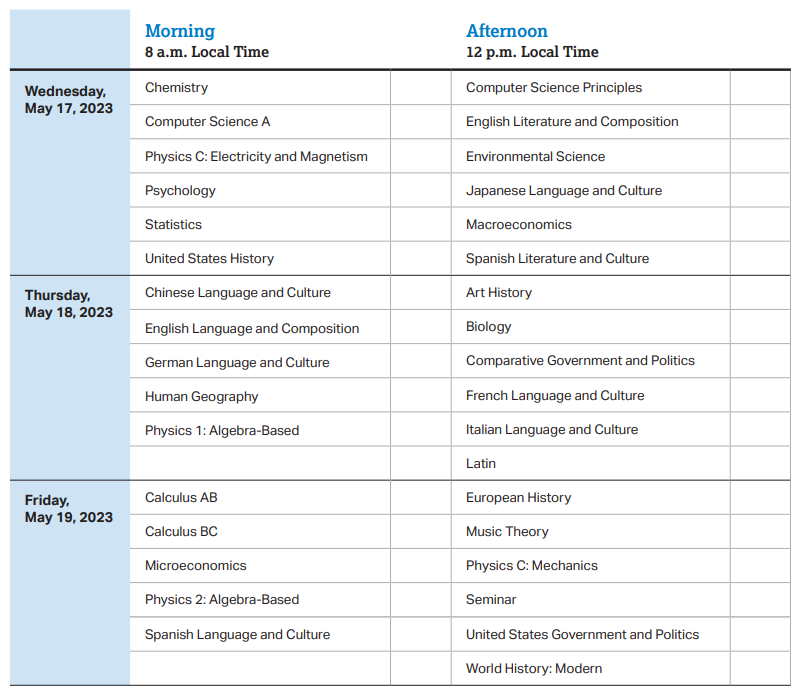 Morning Afternoon
8 a.m. Local Time 12 p.m. Local Time
Wednesday,
May 17, 2023
Chemistry Computer Science Principles
Computer Science A English Literature and Composition
Physics C: Electricity and Magnetism Environmental Science
Psychology Japanese Language and Culture
Statistics Macroeconomics
United States History Spanish Literature and Culture
Thursday,
May 18, 2023
Chinese Language and Culture Art History
English Language and Composition Biology
German Language and Culture Comparative Government and Politics
Human Geography French Language and Culture
Physics 1: Algebra-Based Italian Language and Culture
Latin
Friday,
May 19, 2023
Calculus AB European History
Calculus BC Music Theory
Microeconomics Physics C: Mechanics
Physics 2: Algebra-Based Seminar
Spanish Language and Culture United States Government and Politics
World History: Modern